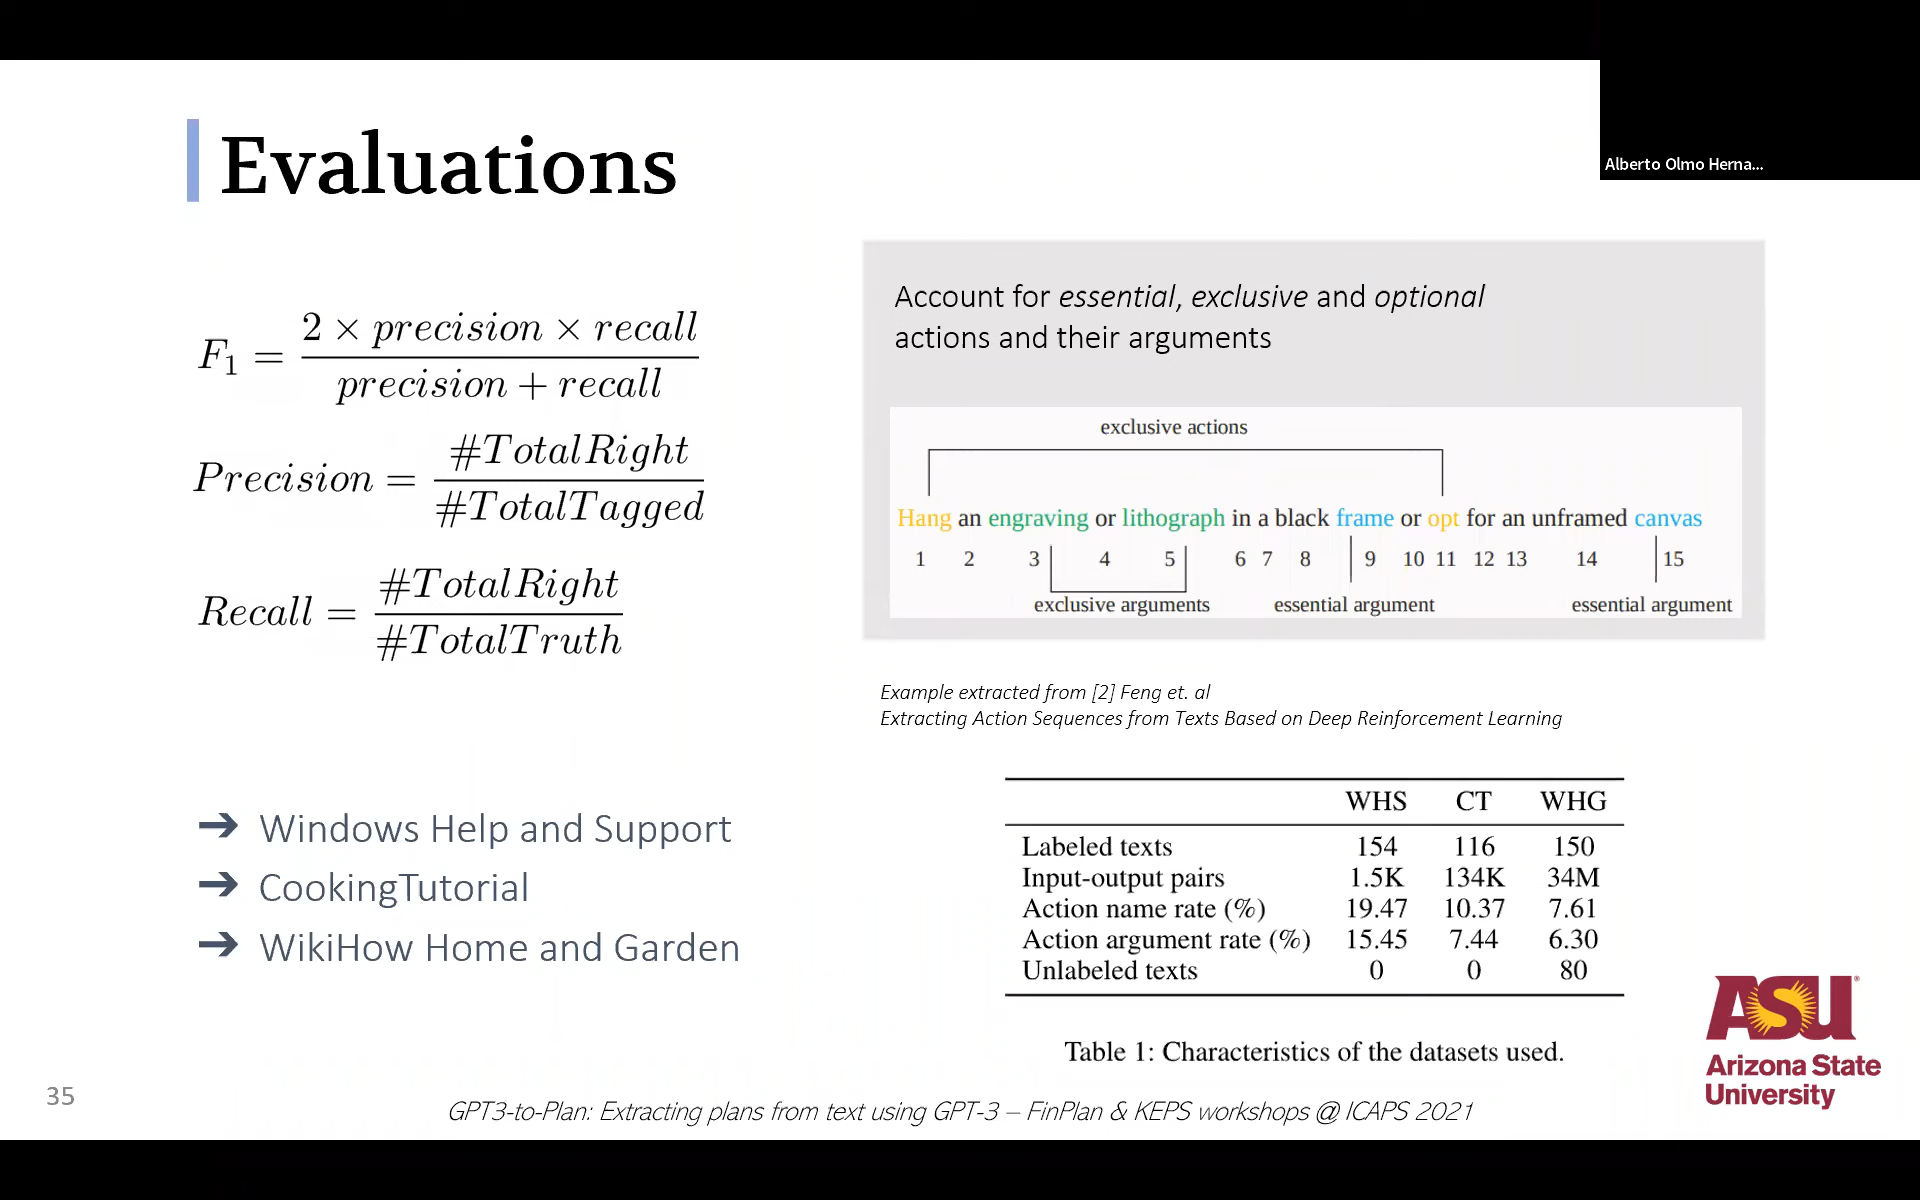 Alberto Olmo Herna...
Evaluations
F₁ = 2 × precision × recall / precision + recall
Precision = #TotalRight / #TotalTagged
Recall = #TotalRight / #TotalTruth
➔ Windows Help and Support
➔ CookingTutorial
➔ WikiHow Home and Garden
Account for essential, exclusive and optional
actions and their arguments
exclusive actions
Hang an engraving or lithograph in a black frame or opt for an unframed canvas
1 2 3 4 5 6 7 8 9 10 11 12 13 14 15
exclusive arguments essential argument essential argument
Example extracted from [2] Feng et. al
Extracting Action Sequences from Texts Based on Deep Reinforcement Learning
WHS CT WHG
Labeled texts 154 116 150
Input-output pairs 1.5K 134K 34M
Action name rate (%) 19.47 10.37 7.61
Action argument rate (%) 15.45 7.44 6.30
Unlabeled texts 0 0 80
Table 1: Characteristics of the datasets used.
ASU
Arizona State
University
35
GPT3-to-Plan: Extracting plans from text using GPT-3 – FinPlan & KEPS workshops @ ICAPS 2021